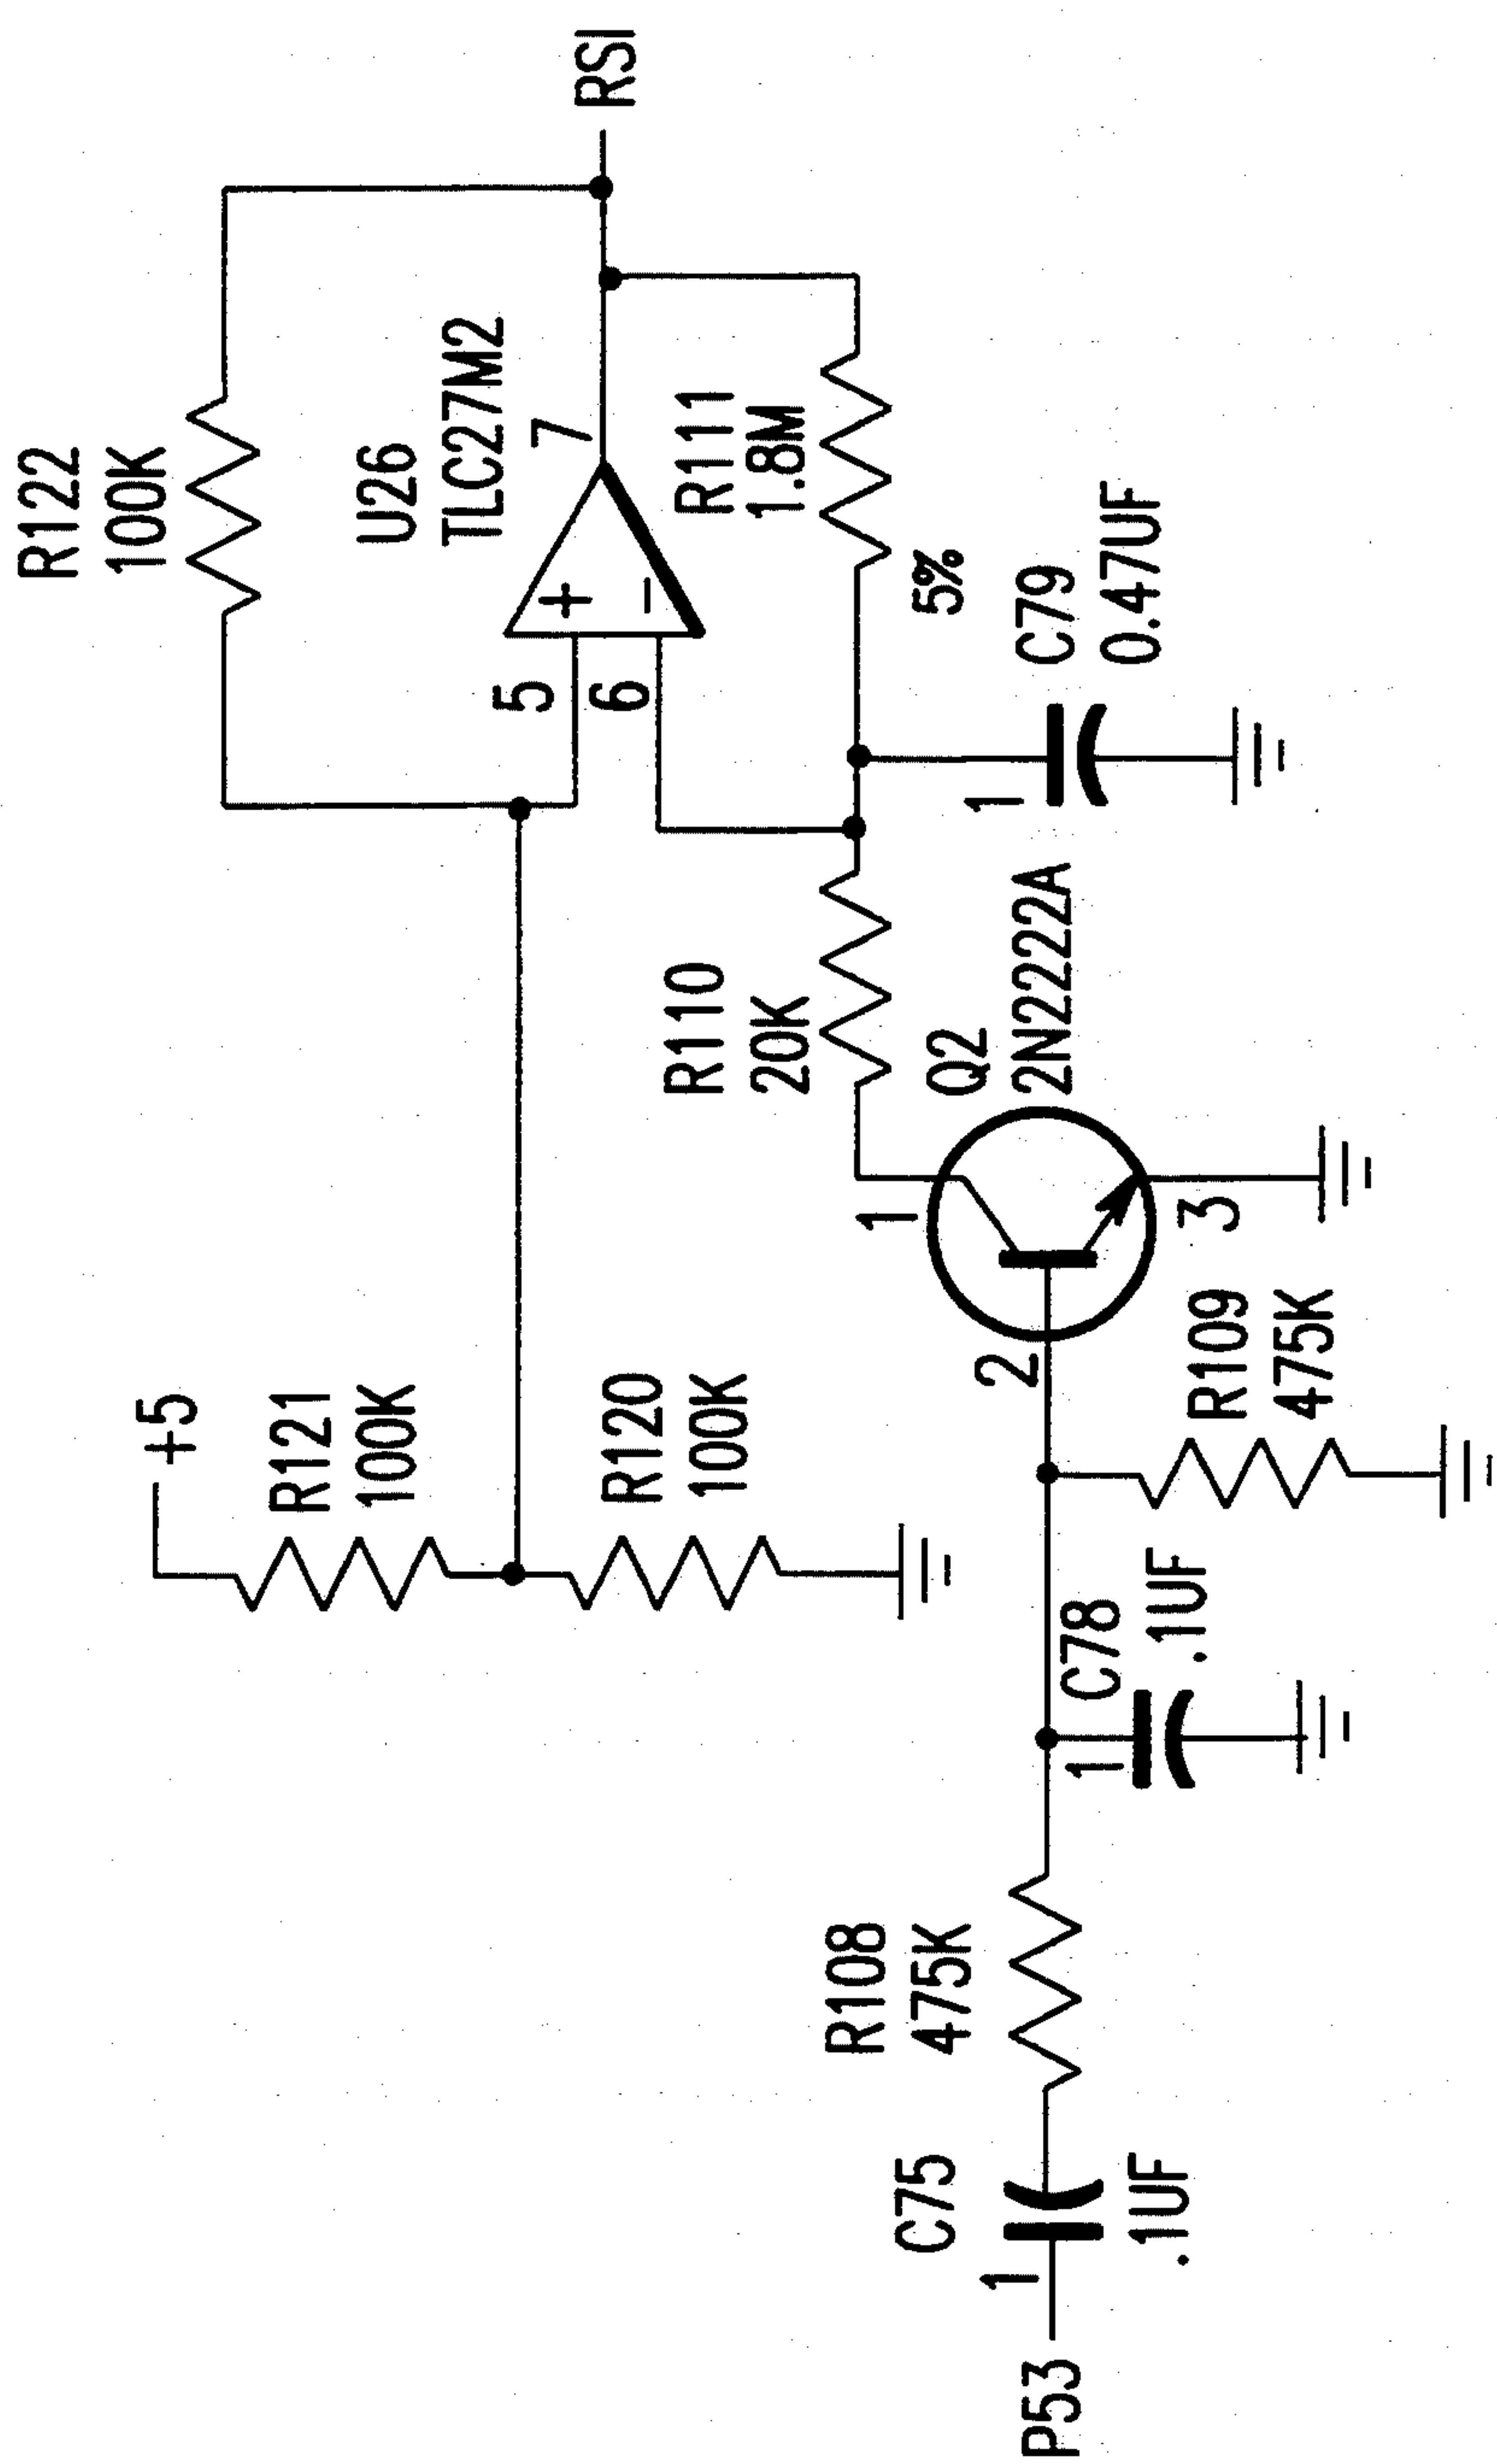 R122
100K
RSI
U26
TLC27M2
7
+
-
5
6
R111
1.8M
5%
C79
0.47UF
1
+5
R121
100K
R120
100K
R110
20K
Q2
2N2222A
1
2
3
R109
475K
C78
.1UF
1
R108
475K
C75
.1UF
1
P53